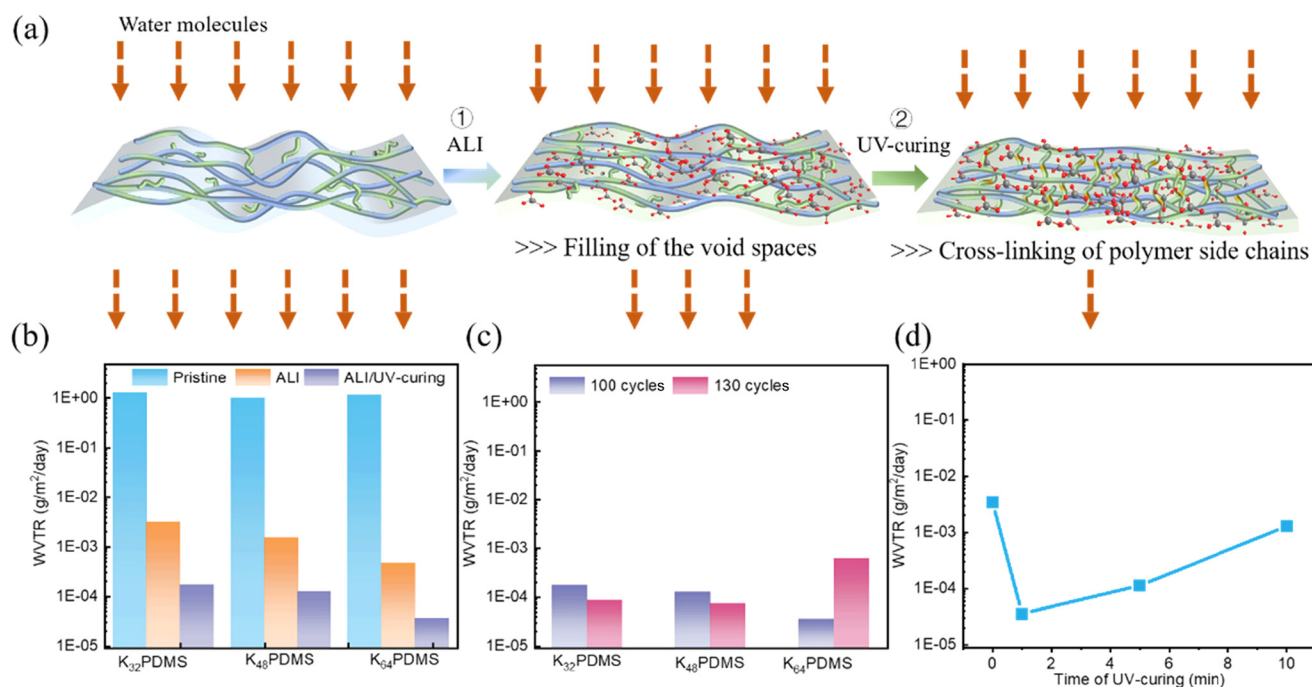 (a)
Water molecules
①
ALI
②
UV-curing
>>> Filling of the void spaces
>>> Cross-linking of polymer side chains
(b)
Pristine ALI ALI/UV-curing
WVTR (g/m²/day)
1E+00
1E-01
1E-02
1E-03
1E-04
1E-05
K₃₂PDMS K₄₈PDMS K₆₄PDMS
(c)
100 cycles 130 cycles
WVTR (g/m²/day)
1E+00
1E-01
1E-02
1E-03
1E-04
1E-05
K₃₂PDMS K₄₈PDMS K₆₄PDMS
(d)
WVTR (g/m²/day)
1E+00
1E-01
1E-02
1E-03
1E-04
1E-05
0 2 4 6 8 10
Time of UV-curing (min)